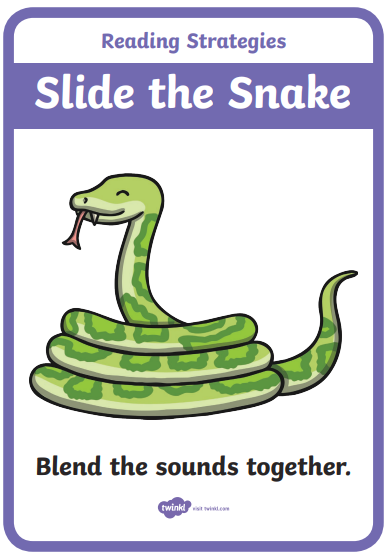 Reading Strategies
Slide the Snake
Blend the sounds together.
twinkl visit twinkl.com